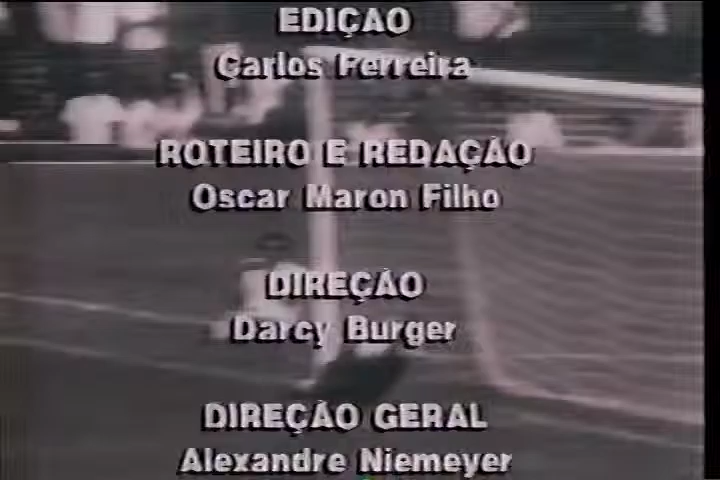 EDIÇÃO
Carlos Ferreira
ROTEIRO E REDAÇÃO
Oscar Maron Filho
DIREÇÃO
Darcy Burger
DIREÇÃO GERAL
Alexandre Niemeyer